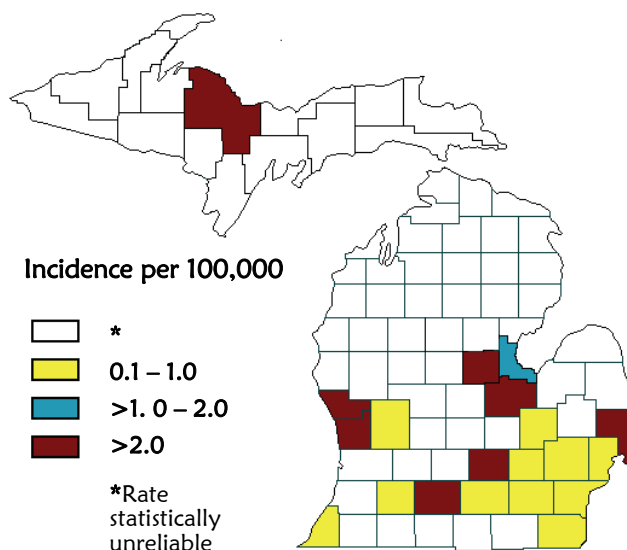 Incidence per 100,000
*
0.1 – 1.0
>1. 0 – 2.0
>2.0
*Rate
statistically
unreliable